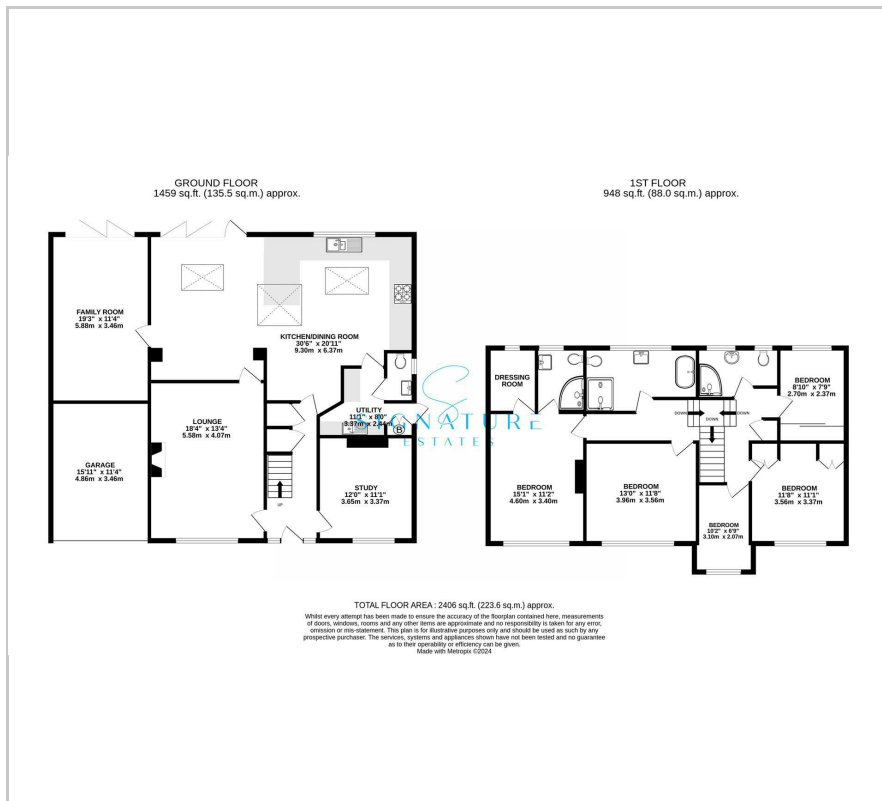 GROUND FLOOR
1459 sq.ft. (135.5 sq.m.) approx.
1ST FLOOR
948 sq.ft. (88.0 sq.m.) approx.
FAMILY ROOM
19'3" x 11'4"
5.88m x 3.46m
KITCHEN/DINING ROOM
30'6" x 20'11"
9.30m x 6.37m
UTILITY
11'1" x 8'0"
3.37m x 2.44m
B
LOUNGE
18'4" x 13'4"
5.58m x 4.07m
GARAGE
15'11" x 11'4"
4.86m x 3.46m
UP
STUDY
12'0" x 11'1"
3.65m x 3.37m
SIGNATURE
ESTATES
DRESSING
ROOM
BEDROOM
8'10" x 7'9"
2.70m x 2.37m
DOWN
DOWN
DOWN
BEDROOM
15'1" x 11'2"
4.60m x 3.40m
BEDROOM
13'0" x 11'8"
3.96m x 3.56m
BEDROOM
10'2" x 6'9"
3.10m x 2.07m
BEDROOM
11'8" x 11'1"
3.56m x 3.37m
TOTAL FLOOR AREA : 2406 sq.ft. (223.6 sq.m.) approx.
Whilst every attempt has been made to ensure the accuracy of the floorplan contained here, measurements
of doors, windows, rooms and any other items are approximate and no responsibility is taken for any error,
omission or mis-statement. This plan is for illustrative purposes only and should be used as such by any
prospective purchaser. The services, systems and appliances shown have not been tested and no guarantee
as to their operability or efficiency can be given.
Made with Metropix ©2024